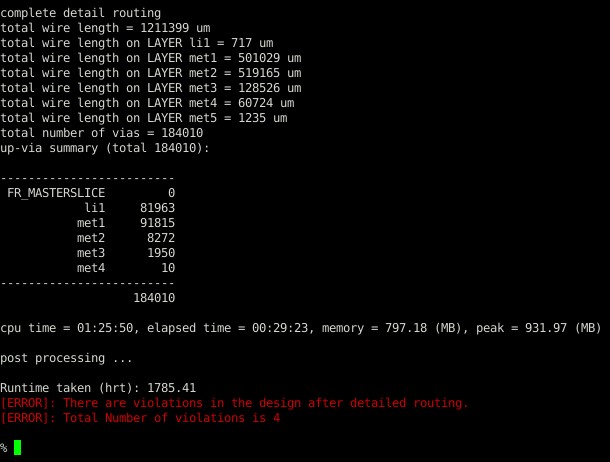 complete detail routing
total wire length = 1211399 um
total wire length on LAYER li1 = 717 um
total wire length on LAYER met1 = 501029 um
total wire length on LAYER met2 = 519165 um
total wire length on LAYER met3 = 128526 um
total wire length on LAYER met4 = 60724 um
total wire length on LAYER met5 = 1235 um
total number of vias = 184010
up-via summary (total 184010):
-------------------------
FR_MASTERSLICE 0
li1 81963
met1 91815
met2 8272
met3 1950
met4 10
-------------------------
184010
cpu time = 01:25:50, elapsed time = 00:29:23, memory = 797.18 (MB), peak = 931.97 (MB)
post processing ...
Runtime taken (hrt): 1785.41
[ERROR]: There are violations in the design after detailed routing.
[ERROR]: Total Number of violations is 4
%